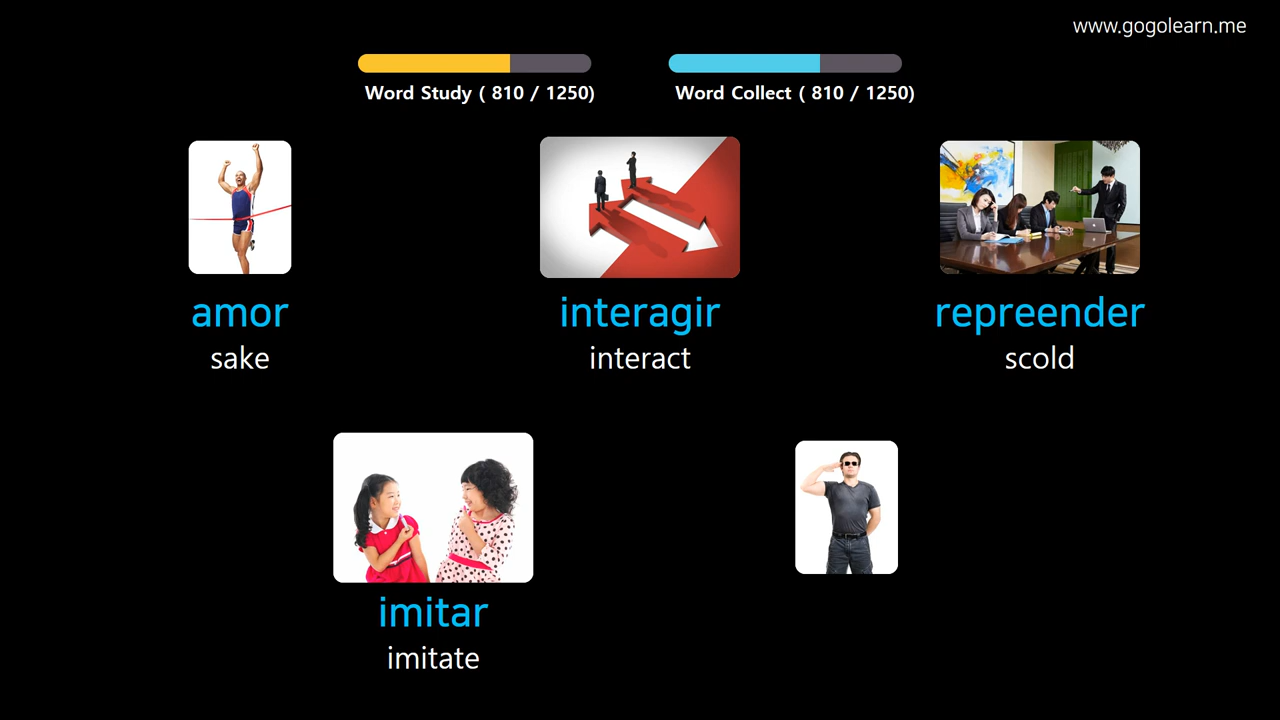 www.gogolearn.me
Word Study ( 810 / 1250)
Word Collect ( 810 / 1250)
amor
sake
interagir
interact
repreender
scold
imitar
imitate